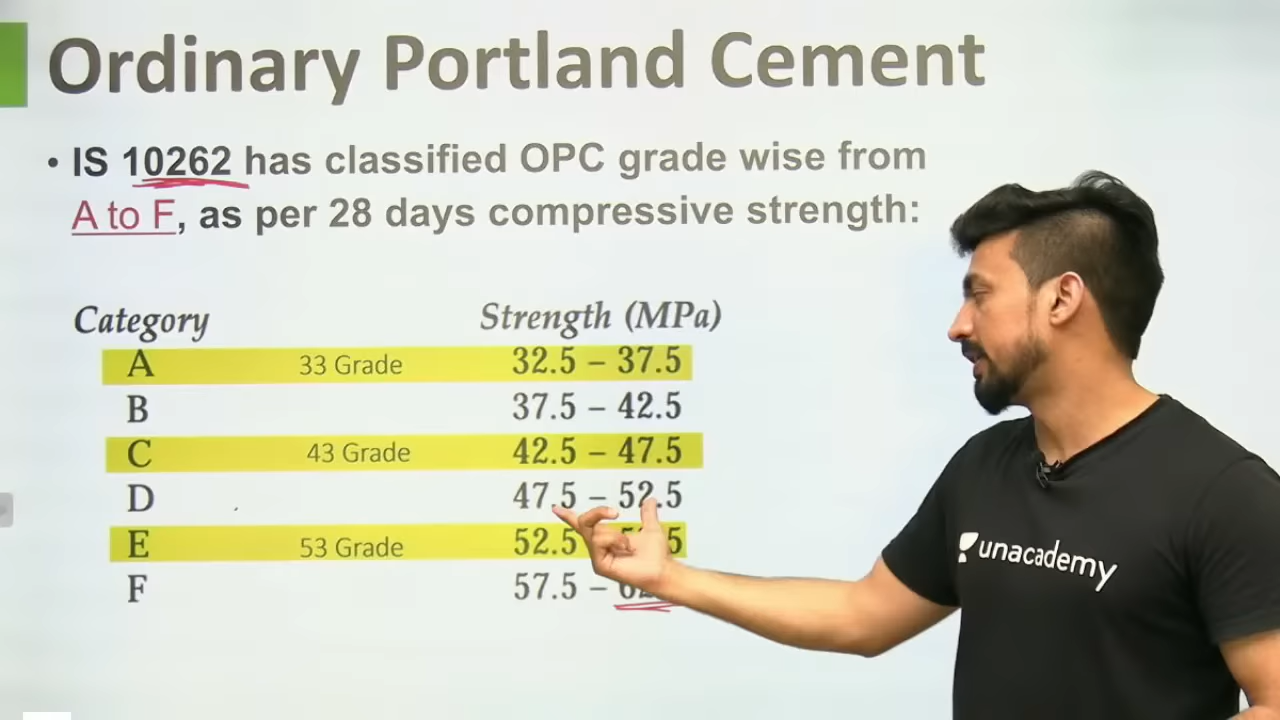 Ordinary Portland Cement
• IS 10262 has classified OPC grade wise from
A to F, as per 28 days compressive strength:
Category Strength (MPa)
A 33 Grade 32.5 – 37.5
B 37.5 – 42.5
C 43 Grade 42.5 – 47.5
D 47.5 – 52.5
E 53 Grade 52.5
F 57.5 –
unacademy